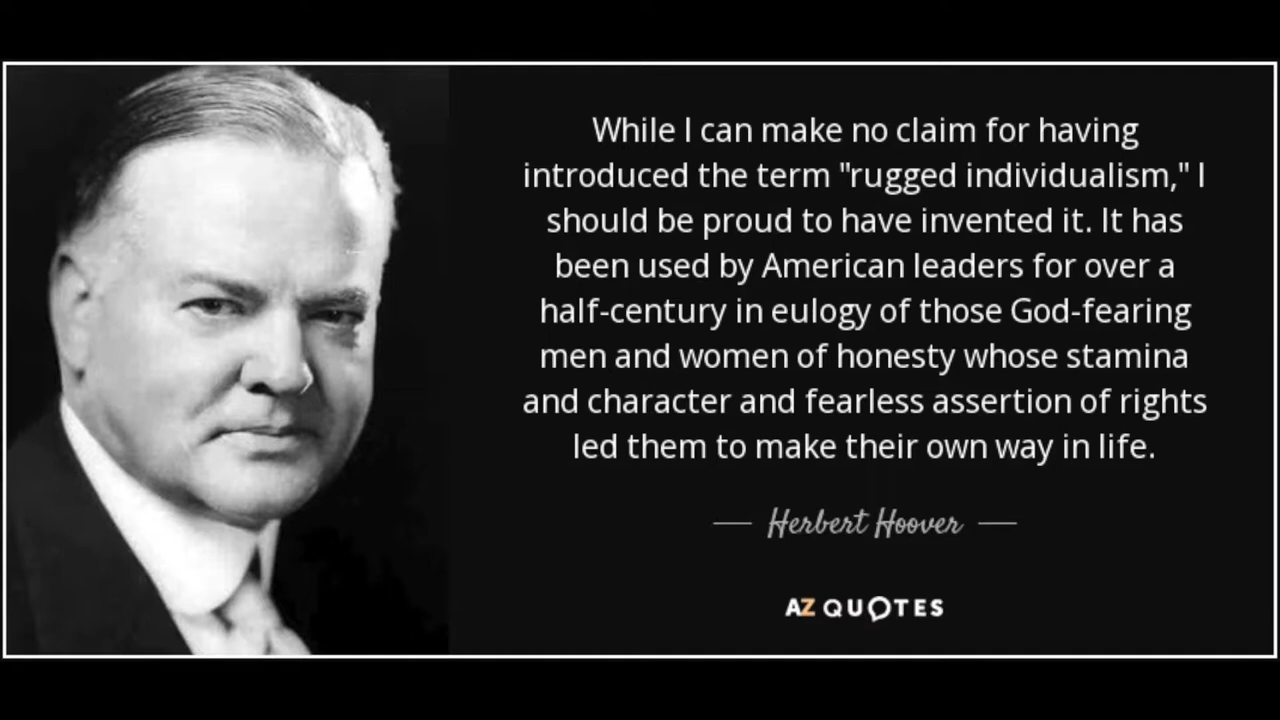 While I can make no claim for having
introduced the term "rugged individualism," I
should be proud to have invented it. It has
been used by American leaders for over a
half-century in eulogy of those God-fearing
men and women of honesty whose stamina
and character and fearless assertion of rights
led them to make their own way in life.
Herbert Hoover
AZ QUOTES